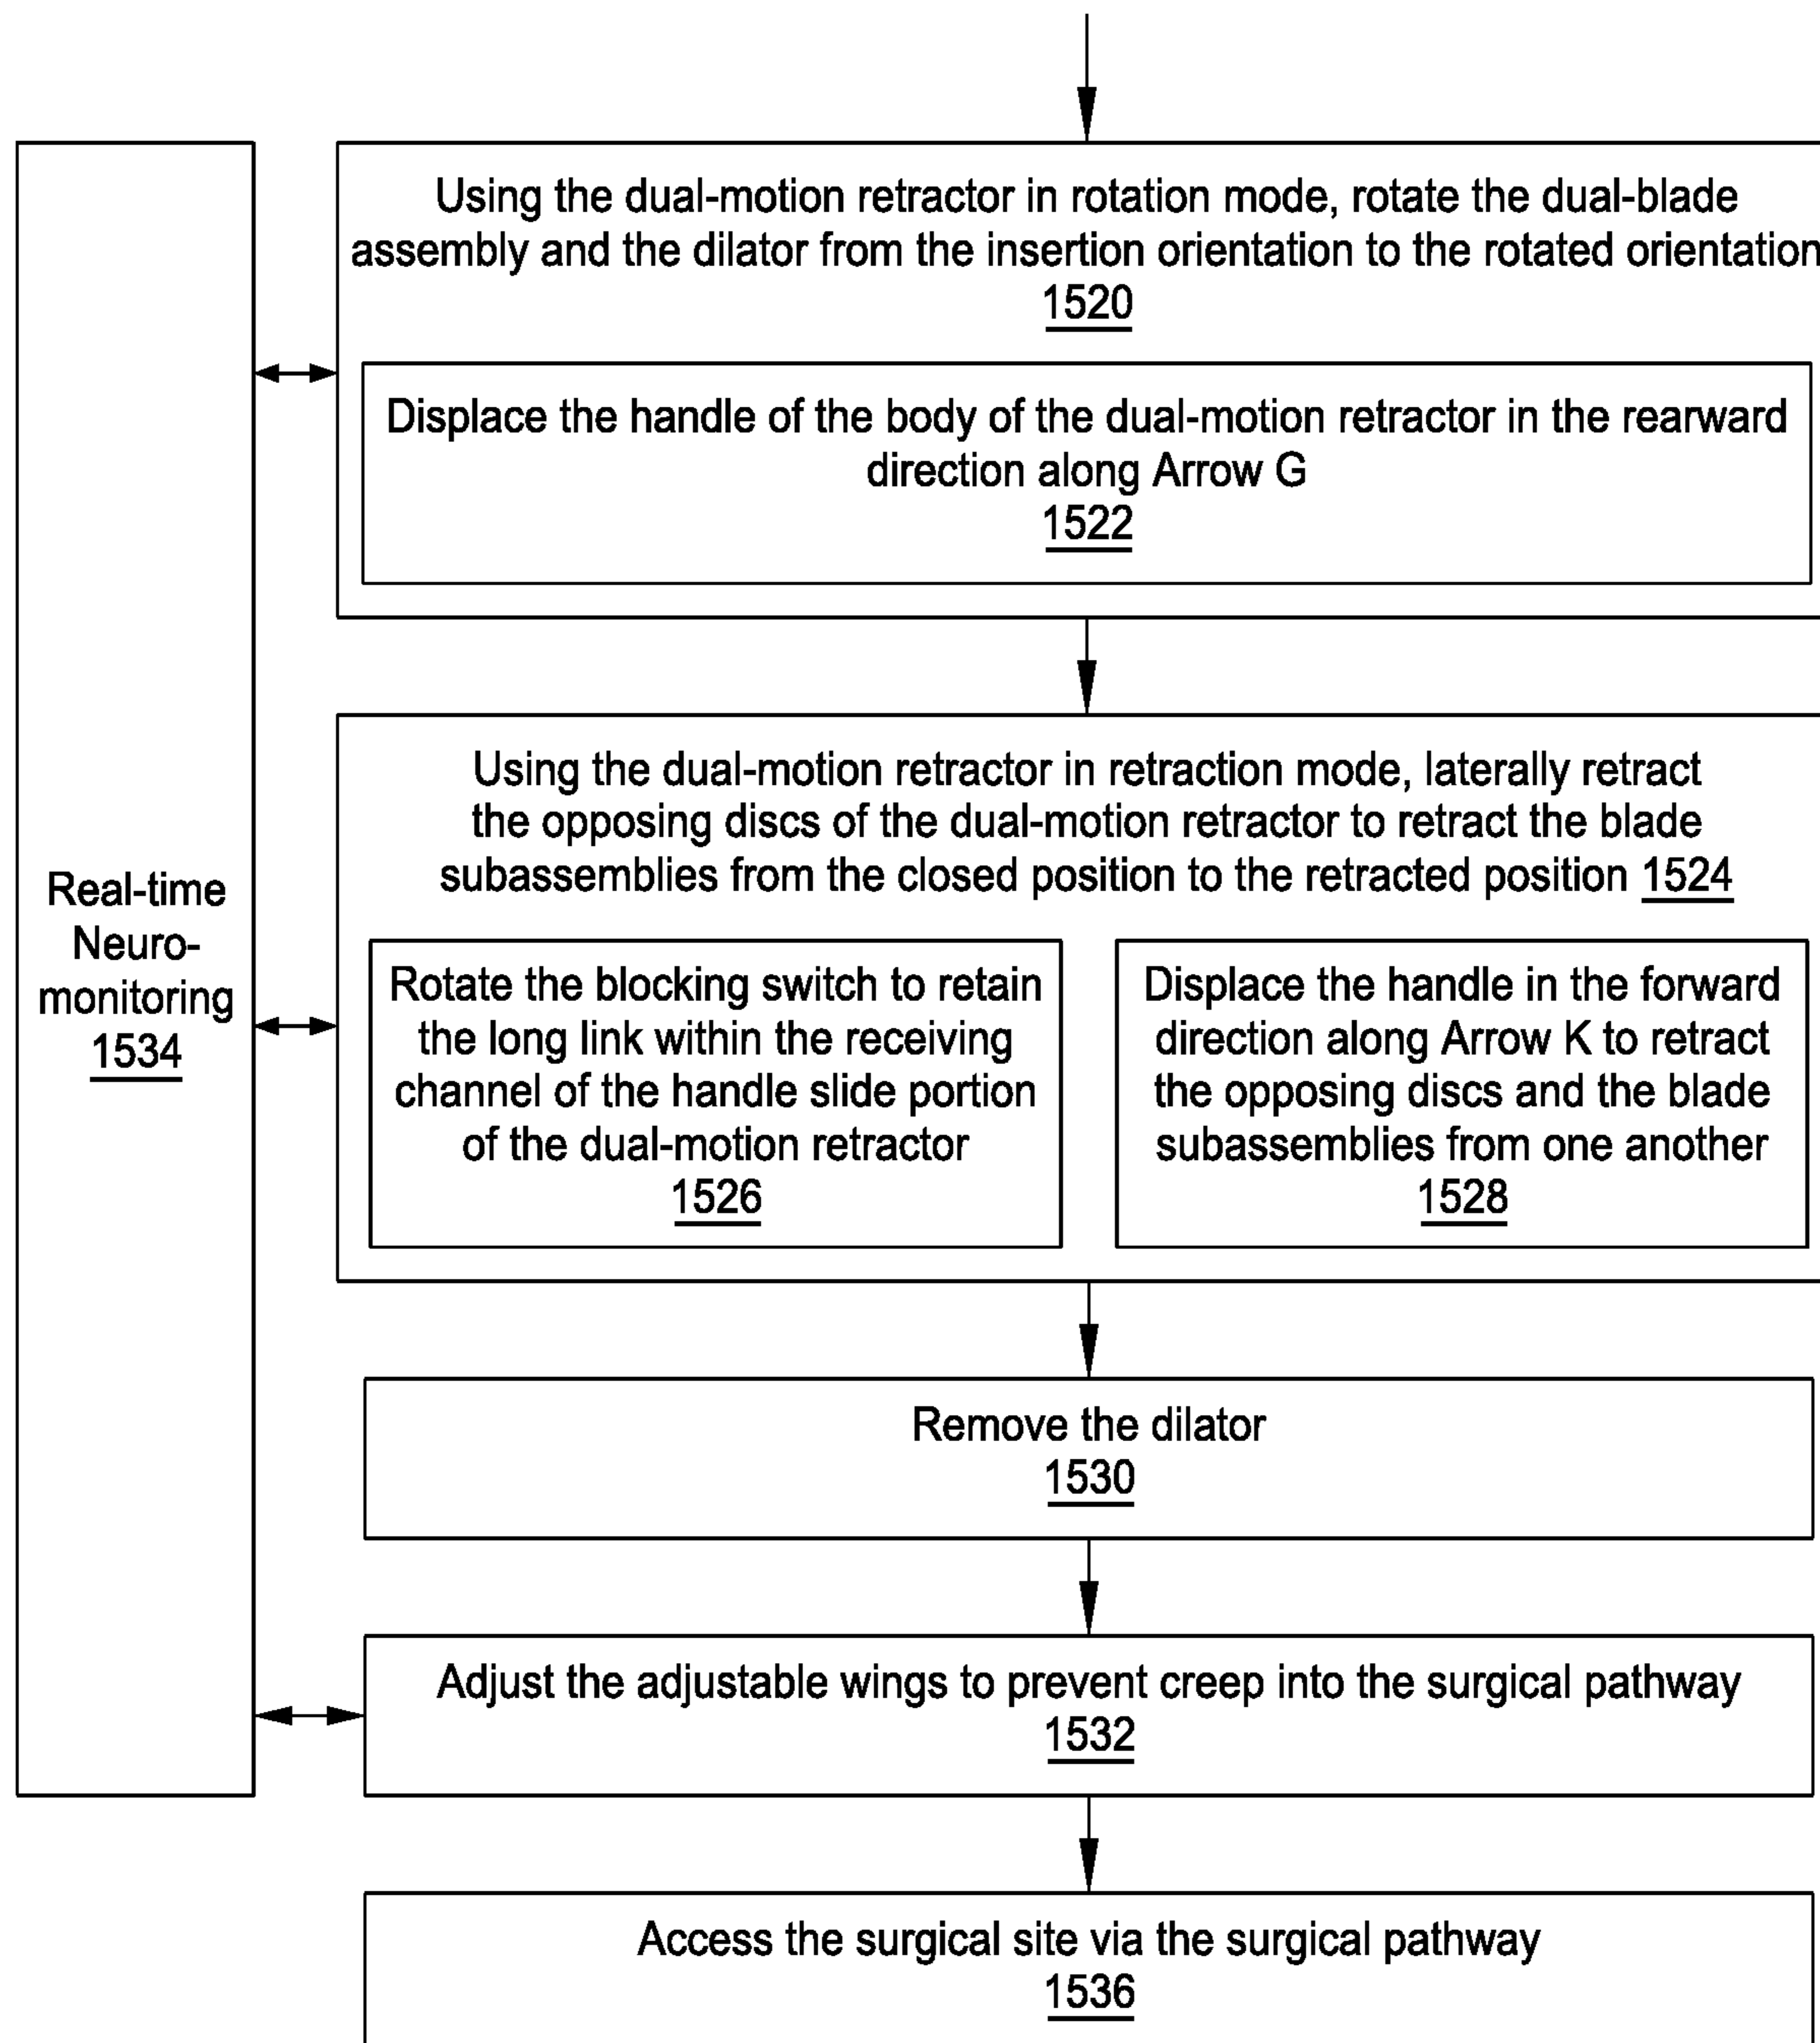 Using the dual-motion retractor in rotation mode, rotate the dual-blade
assembly and the dilator from the insertion orientation to the rotated orientation
1520
Displace the handle of the body of the dual-motion retractor in the rearward
direction along Arrow G
1522
Using the dual-motion retractor in retraction mode, laterally retract
the opposing discs of the dual-motion retractor to retract the blade
subassemblies from the closed position to the retracted position 1524
Real-time
Neuro-
monitoring
1534
Rotate the blocking switch to retain
the long link within the receiving
channel of the handle slide portion
of the dual-motion retractor
1526
Displace the handle in the forward
direction along Arrow K to retract
the opposing discs and the blade
subassemblies from one another
1528
Remove the dilator
1530
Adjust the adjustable wings to prevent creep into the surgical pathway
1532
Access the surgical site via the surgical pathway
1536